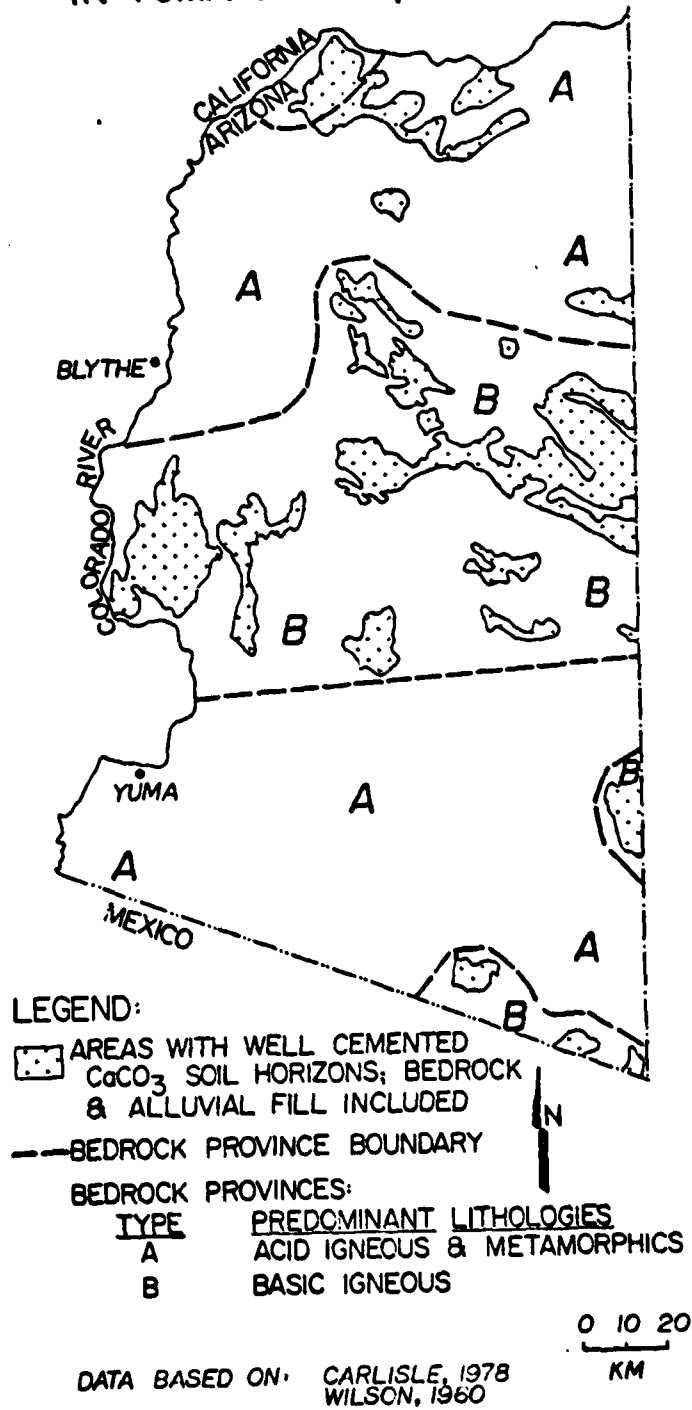 CALIFORNIA
ARIZONA
A
A
A
BLYTHE
B
COLORADO RIVER
B
B
YUMA
A
B
A
MEXICO
A
B
LEGEND:
AREAS WITH WELL CEMENTED
CaCO3 SOIL HORIZONS; BEDROCK
& ALLUVIAL FILL INCLUDED
N
BEDROCK PROVINCE BOUNDARY
BEDROCK PROVINCES:
TYPE PREDOMINANT LITHOLOGIES
A ACID IGNEOUS & METAMORPHICS
B BASIC IGNEOUS
0 10 20
KM
DATA BASED ON: CARLISLE, 1978
WILSON, 1960